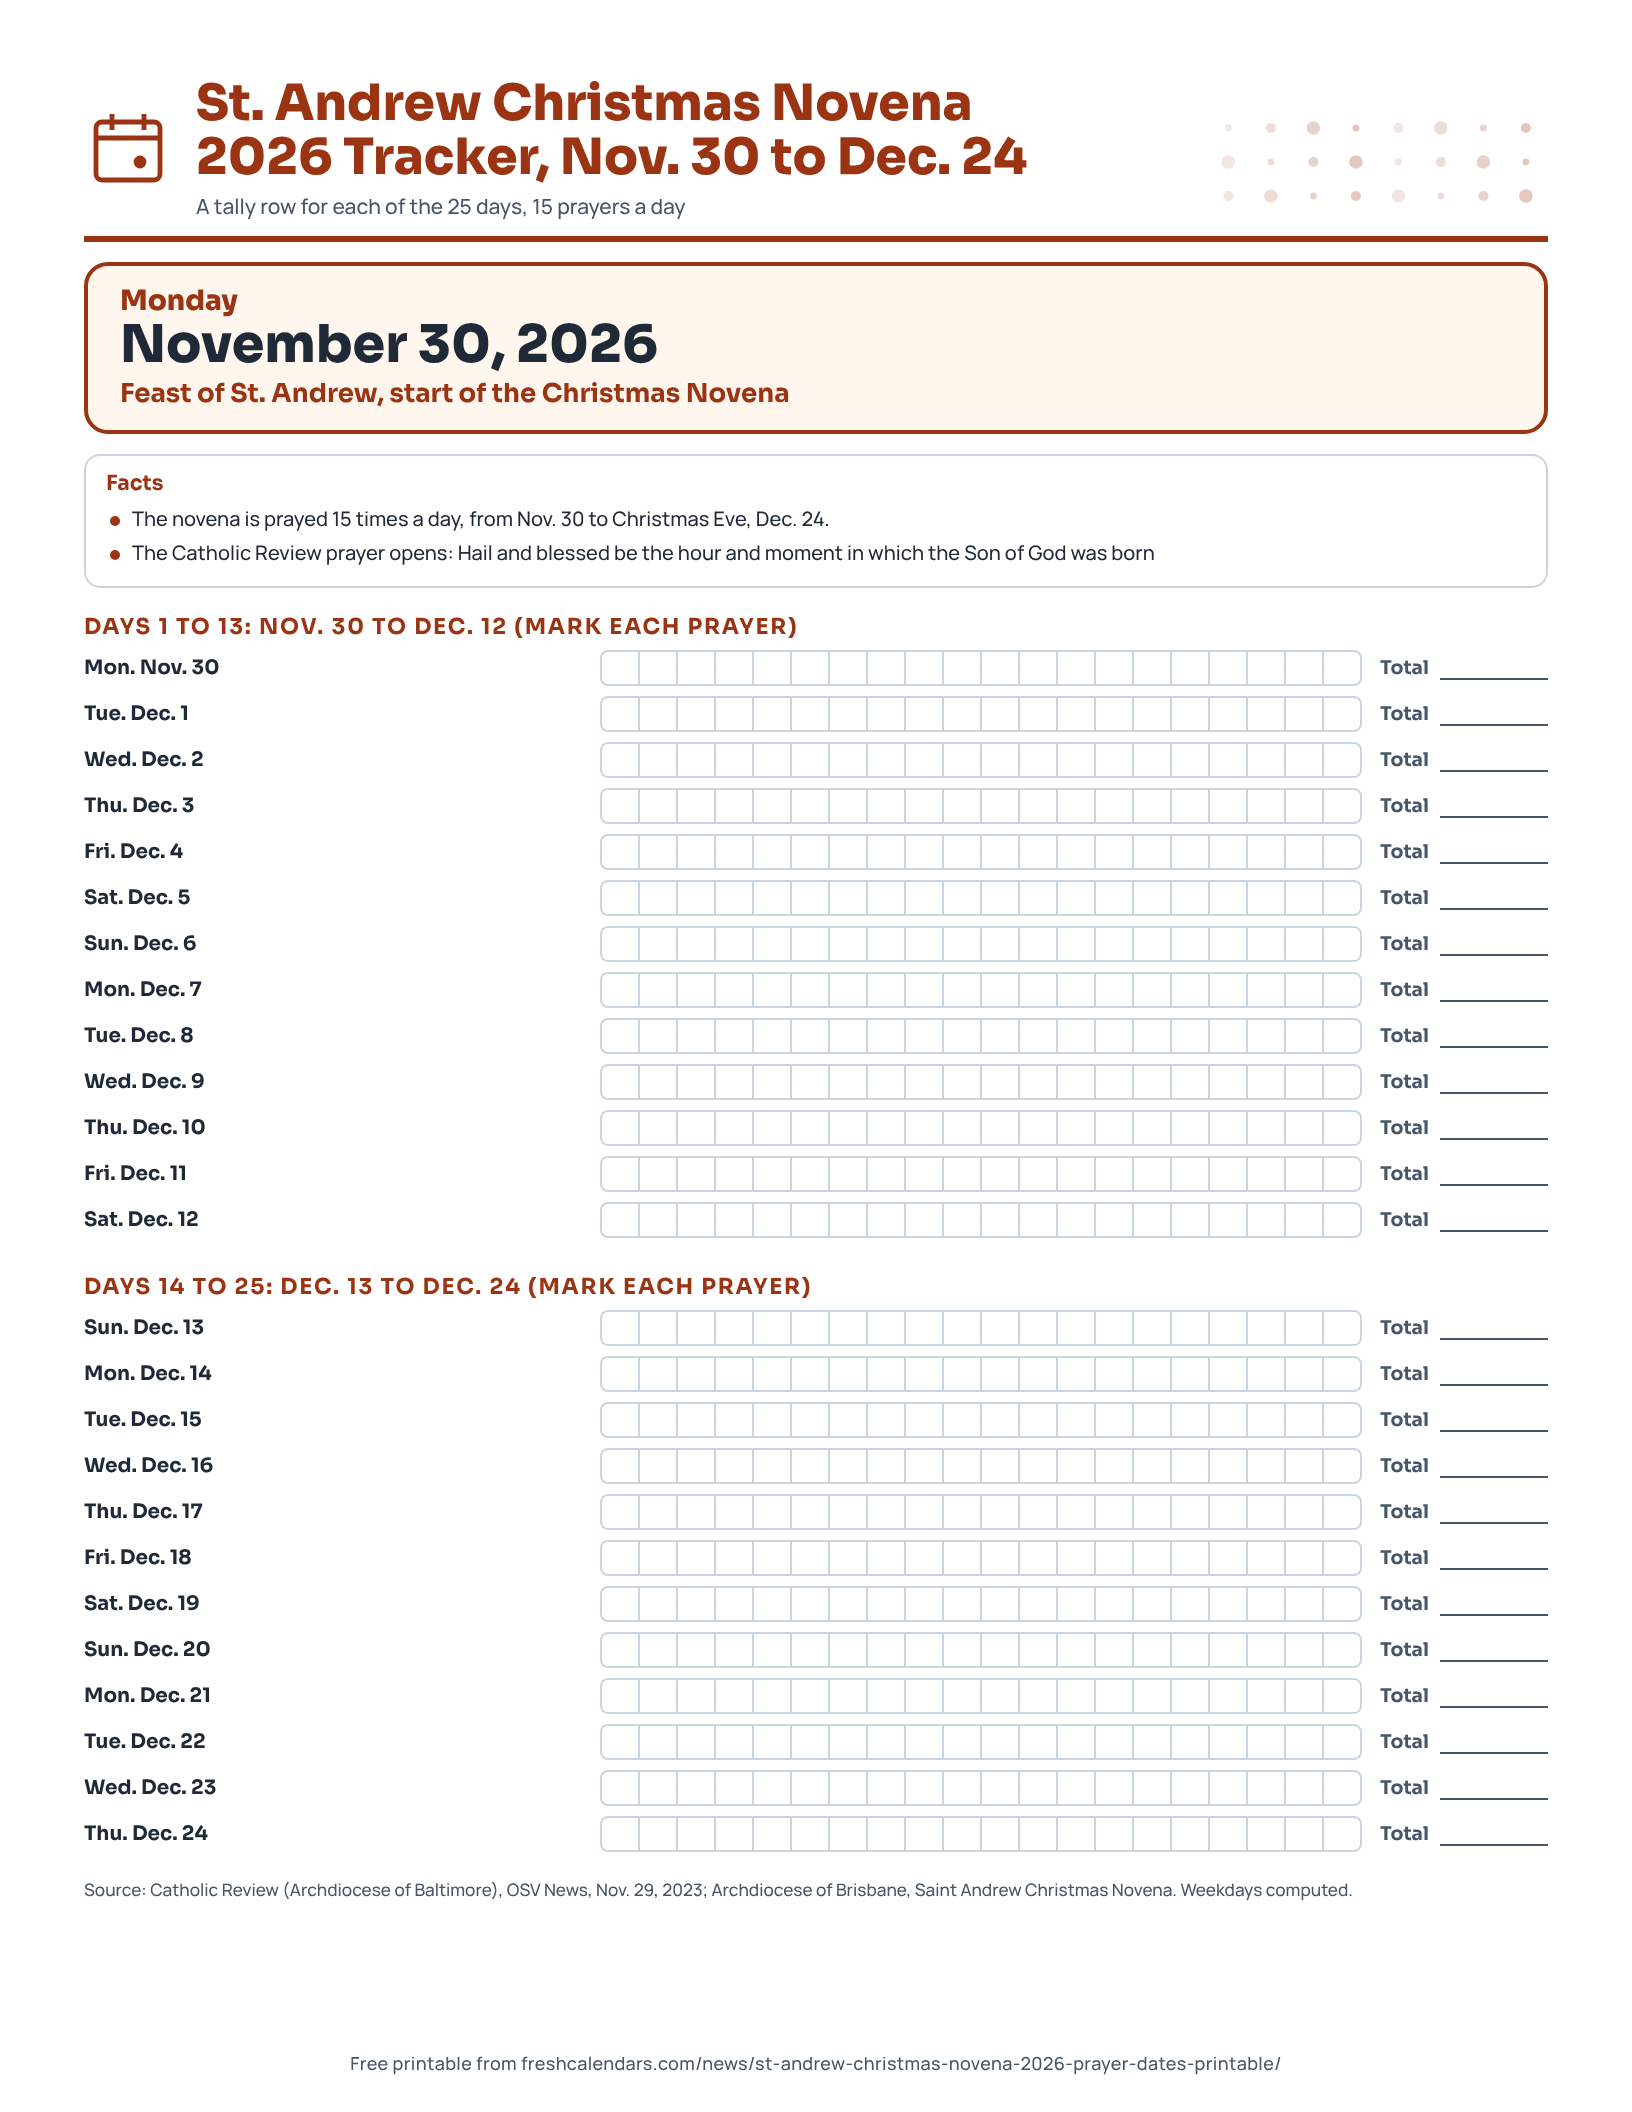 St. Andrew Christmas Novena
2026 Tracker, Nov. 30 to Dec. 24
A tally row for each of the 25 days, 15 prayers a day
Monday
November 30, 2026
Feast of St. Andrew, start of the Christmas Novena
Facts
The novena is prayed 15 times a day, from Nov. 30 to Christmas Eve, Dec. 24.
The Catholic Review prayer opens: Hail and blessed be the hour and moment in which the Son of God was born
DAYS 1 TO 13: NOV. 30 TO DEC. 12 (MARK EACH PRAYER)
Mon. Nov. 30 Total
Tue. Dec. 1 Total
Wed. Dec. 2 Total
Thu. Dec. 3 Total
Fri. Dec. 4 Total
Sat. Dec. 5 Total
Sun. Dec. 6 Total
Mon. Dec. 7 Total
Tue. Dec. 8 Total
Wed. Dec. 9 Total
Thu. Dec. 10 Total
Fri. Dec. 11 Total
Sat. Dec. 12 Total
DAYS 14 TO 25: DEC. 13 TO DEC. 24 (MARK EACH PRAYER)
Sun. Dec. 13 Total
Mon. Dec. 14 Total
Tue. Dec. 15 Total
Wed. Dec. 16 Total
Thu. Dec. 17 Total
Fri. Dec. 18 Total
Sat. Dec. 19 Total
Sun. Dec. 20 Total
Mon. Dec. 21 Total
Tue. Dec. 22 Total
Wed. Dec. 23 Total
Thu. Dec. 24 Total
Source: Catholic Review (Archdiocese of Baltimore), OSV News, Nov. 29, 2023; Archdiocese of Brisbane, Saint Andrew Christmas Novena. Weekdays computed.
Free printable from freshcalendars.com/news/st-andrew-christmas-novena-2026-prayer-dates-printable/